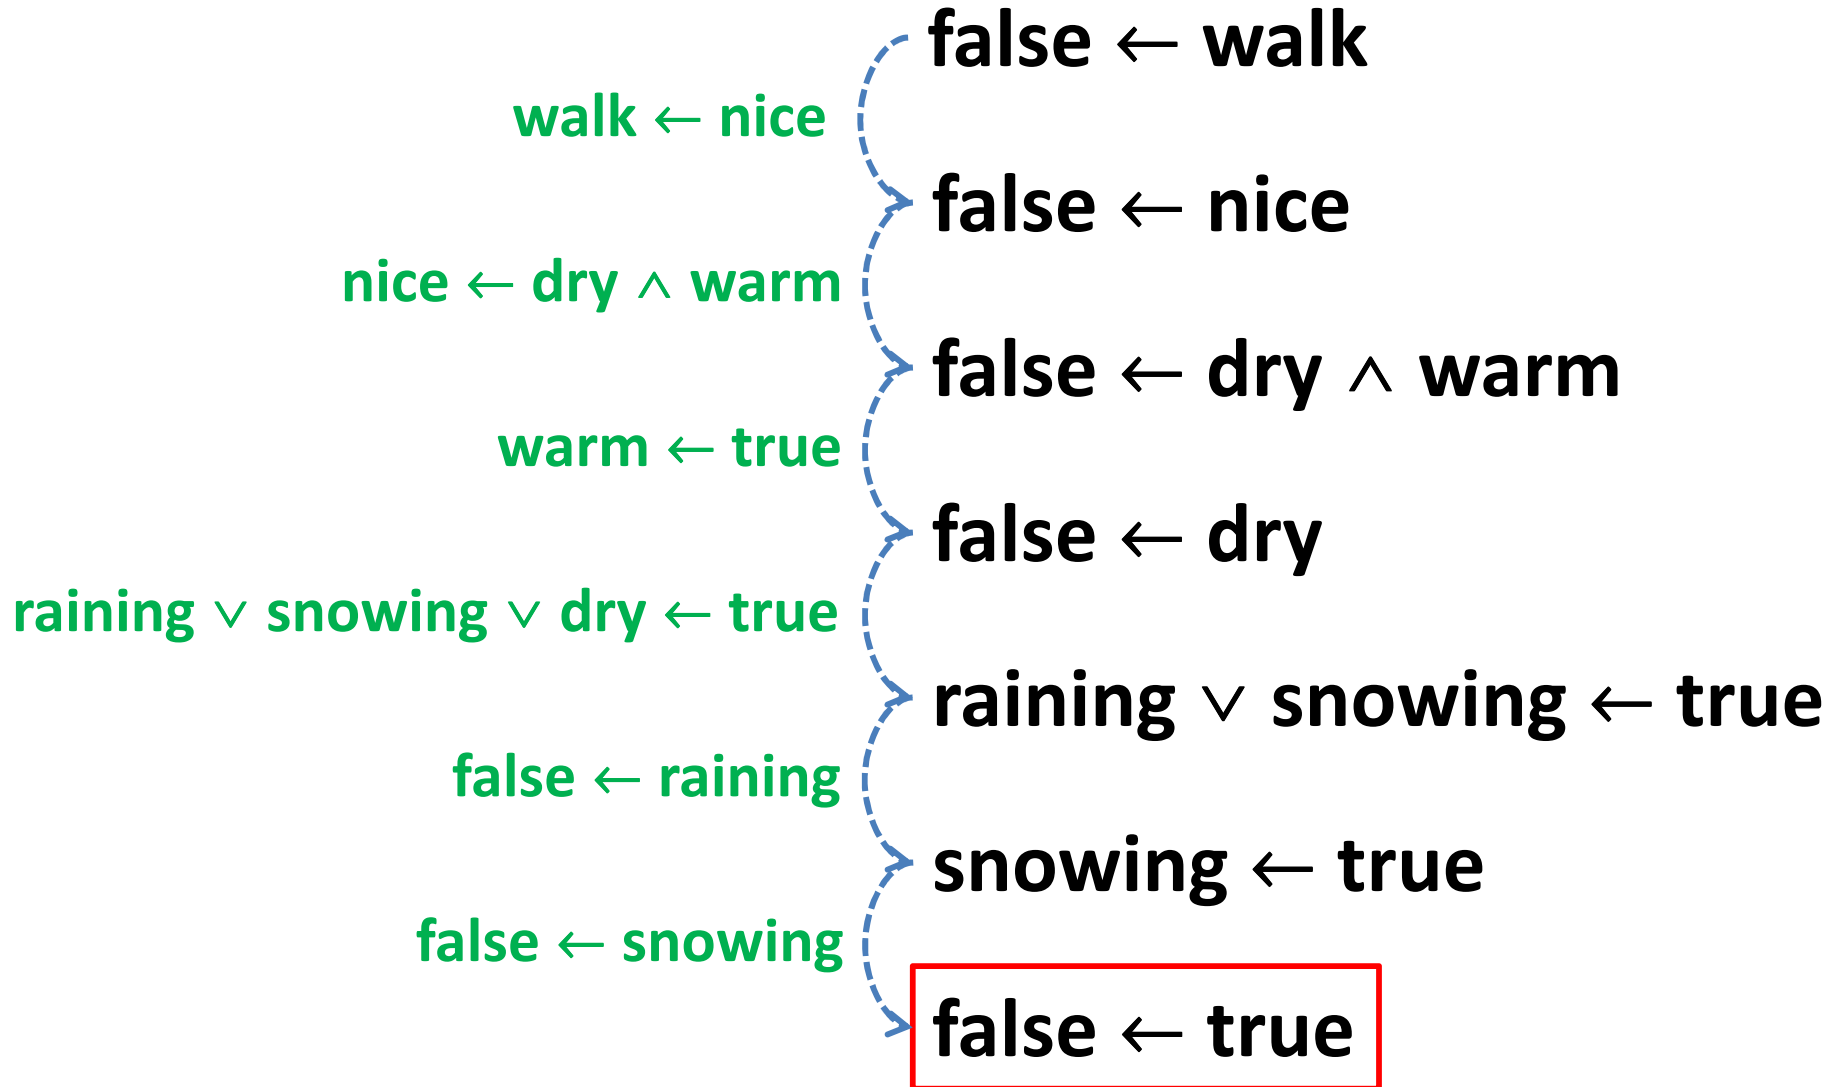 false ← walk
walk ← nice
false ← nice
nice ← dry ∧ warm
false ← dry ∧ warm
warm ← true
false ← dry
raining ∨ snowing ∨ dry ← true
raining ∨ snowing ← true
false ← raining
snowing ← true
false ← snowing
false ← true